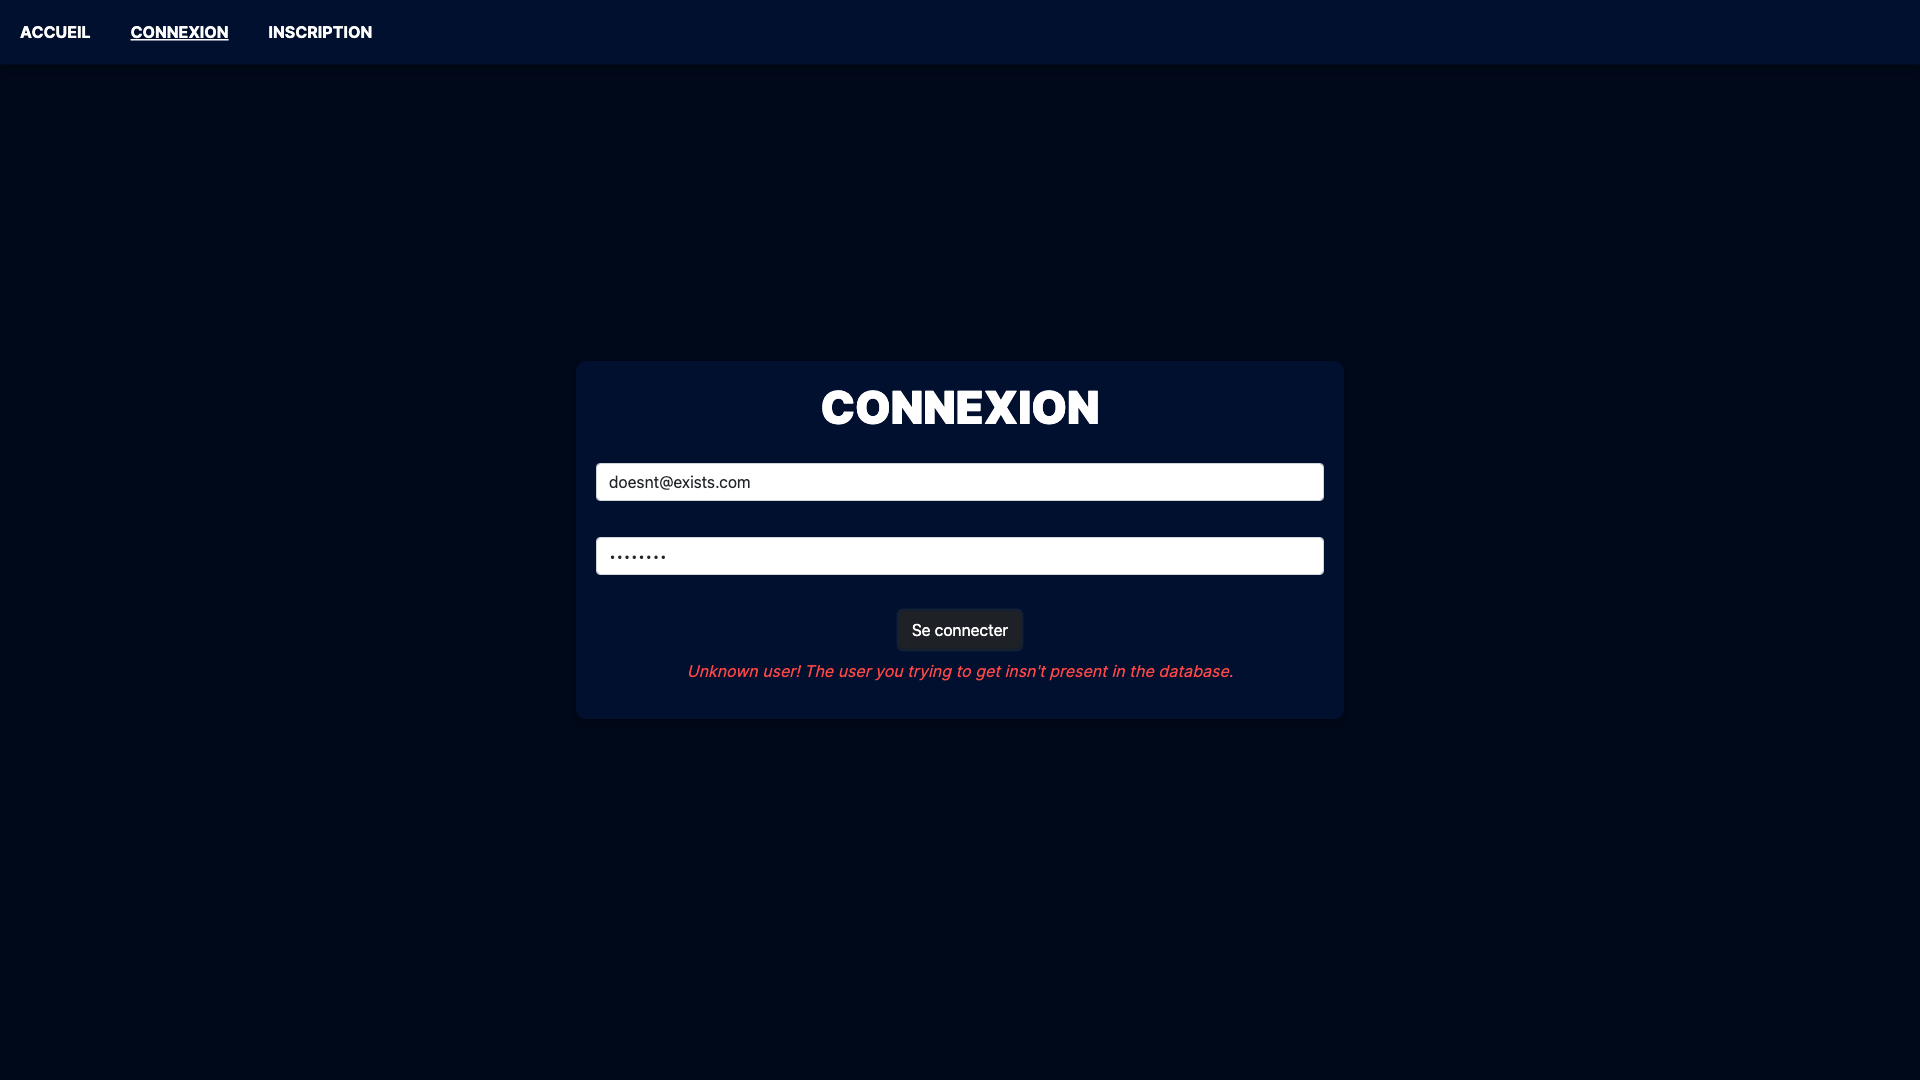 ACCUEIL CONNEXION INSCRIPTION
CONNEXION
doesnt@exists.com
••••••••
Se connecter
Unknown user! The user you trying to get insn't present in the database.